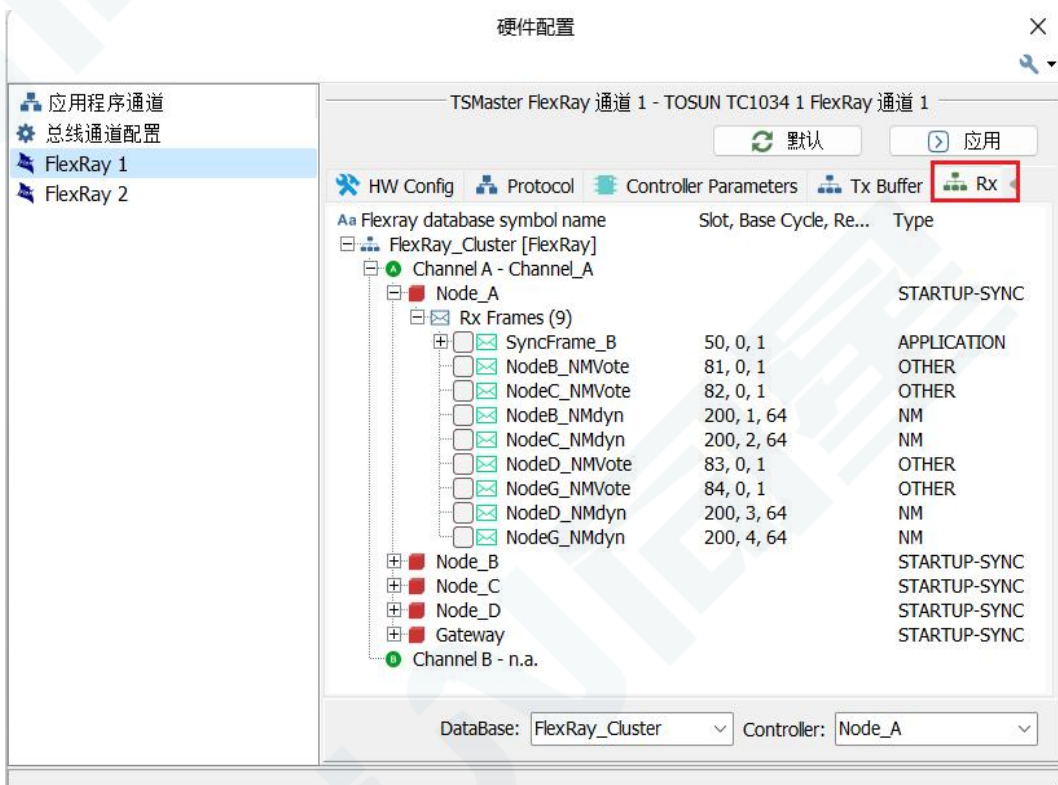 硬件配置
应用程序通道
总线通道配置
FlexRay 1
FlexRay 2
TSMaster FlexRay 通道 1 - TOSUN TC1034 1 FlexRay 通道 1
默认 应用
HW Config Protocol Controller Parameters Tx Buffer Rx
Aa Flexray database symbol name Slot, Base Cycle, Re... Type
FlexRay_Cluster [FlexRay]
A Channel A - Channel_A
Node_A STARTUP-SYNC
Rx Frames (9)
SyncFrame_B 50, 0, 1 APPLICATION
NodeB_NMVote 81, 0, 1 OTHER
NodeC_NMVote 82, 0, 1 OTHER
NodeB_NMdyn 200, 1, 64 NM
NodeC_NMdyn 200, 2, 64 NM
NodeD_NMVote 83, 0, 1 OTHER
NodeG_NMVote 84, 0, 1 OTHER
NodeD_NMdyn 200, 3, 64 NM
NodeG_NMdyn 200, 4, 64 NM
Node_B STARTUP-SYNC
Node_C STARTUP-SYNC
Node_D STARTUP-SYNC
Gateway STARTUP-SYNC
B Channel B - n.a.
DataBase: FlexRay_Cluster Controller: Node_A